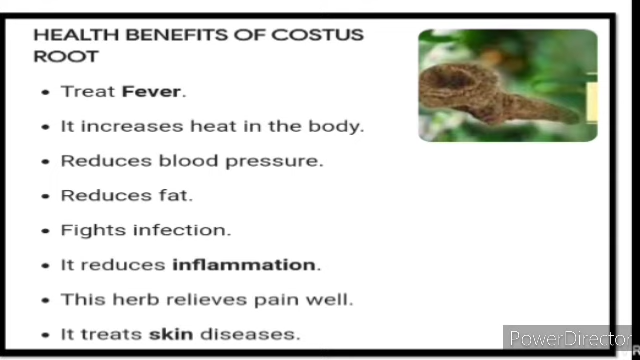 HEALTH BENEFITS OF COSTUS
ROOT
• Treat Fever.
• It increases heat in the body.
• Reduces blood pressure.
• Reduces fat.
• Fights infection.
• It reduces inflammation.
• This herb relieves pain well.
• It treats skin diseases.
PowerDirector